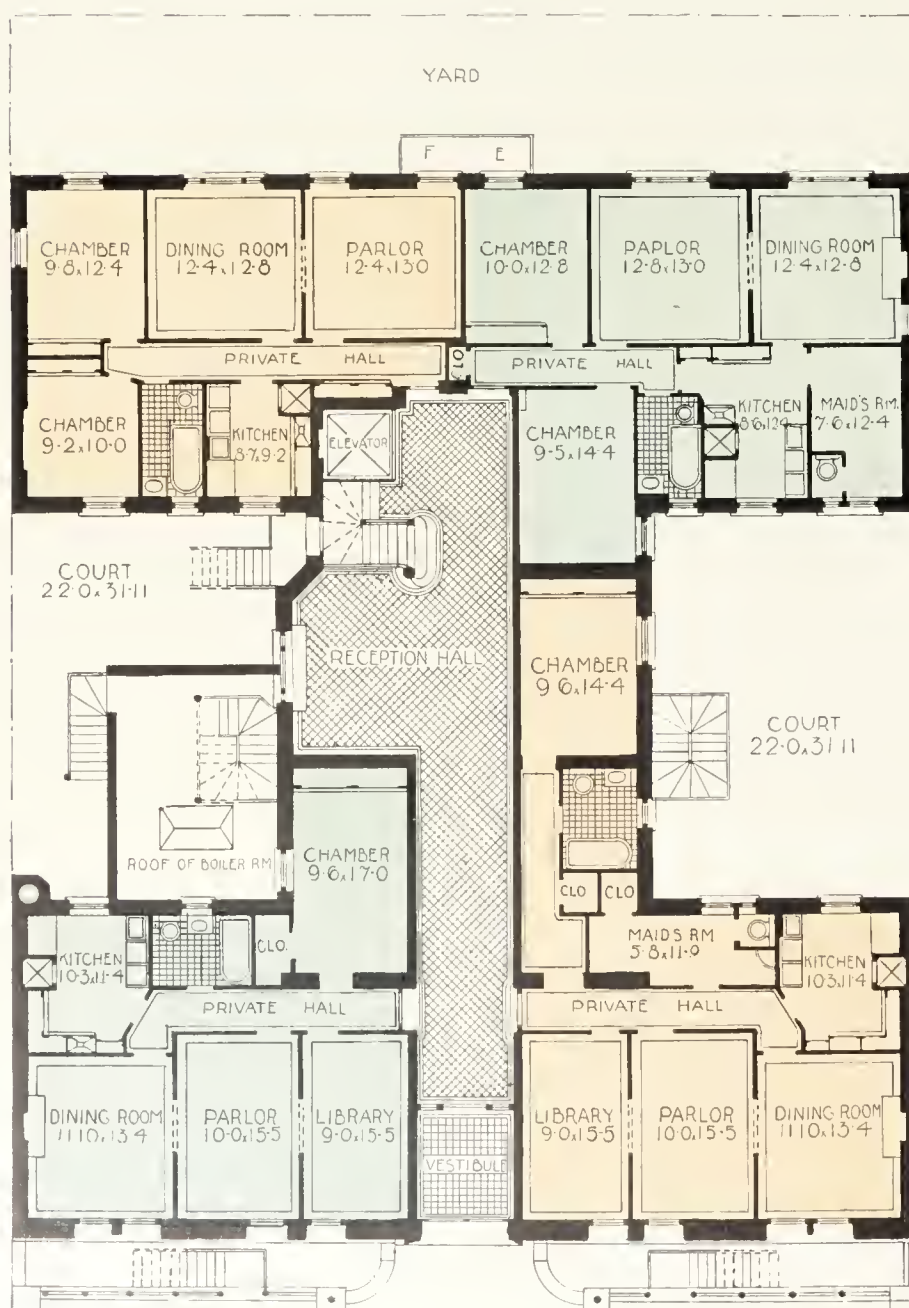 YARD
F E
CHAMBER
9-8x12-4
DINING ROOM
12-4x12-8
PARLOR
12-4x13-0
CHAMBER
10-0x12-8
PARLOR
12-8x13-0
DINING ROOM
12-4x12-8
PRIVATE HALL
CLO
PRIVATE HALL
CHAMBER
9-2x10-0
KITCHEN
ELEVATOR
CHAMBER
9-5x14-4
KITCHEN
MAID'S RM.
7-6x12-4
COURT
22-0x31-11
RECEPTION HALL
CHAMBER
9-6x14-4
COURT
22-0x31-11
ROOF OF BOILER RM
CHAMBER
9-6x17-0
CLO
CLO
KITCHEN
10-3x11-4
CLO.
MAIDS RM
5-8x11-9
KITCHEN
10-3x11-4
PRIVATE HALL
PRIVATE HALL
DINING ROOM
11-10x13-4
PARLOR
10-0x15-5
LIBRARY
9-0x15-5
VESTIBULE
LIBRARY
9-0x15-5
PARLOR
10-0x15-5
DINING ROOM
11-10x13-4